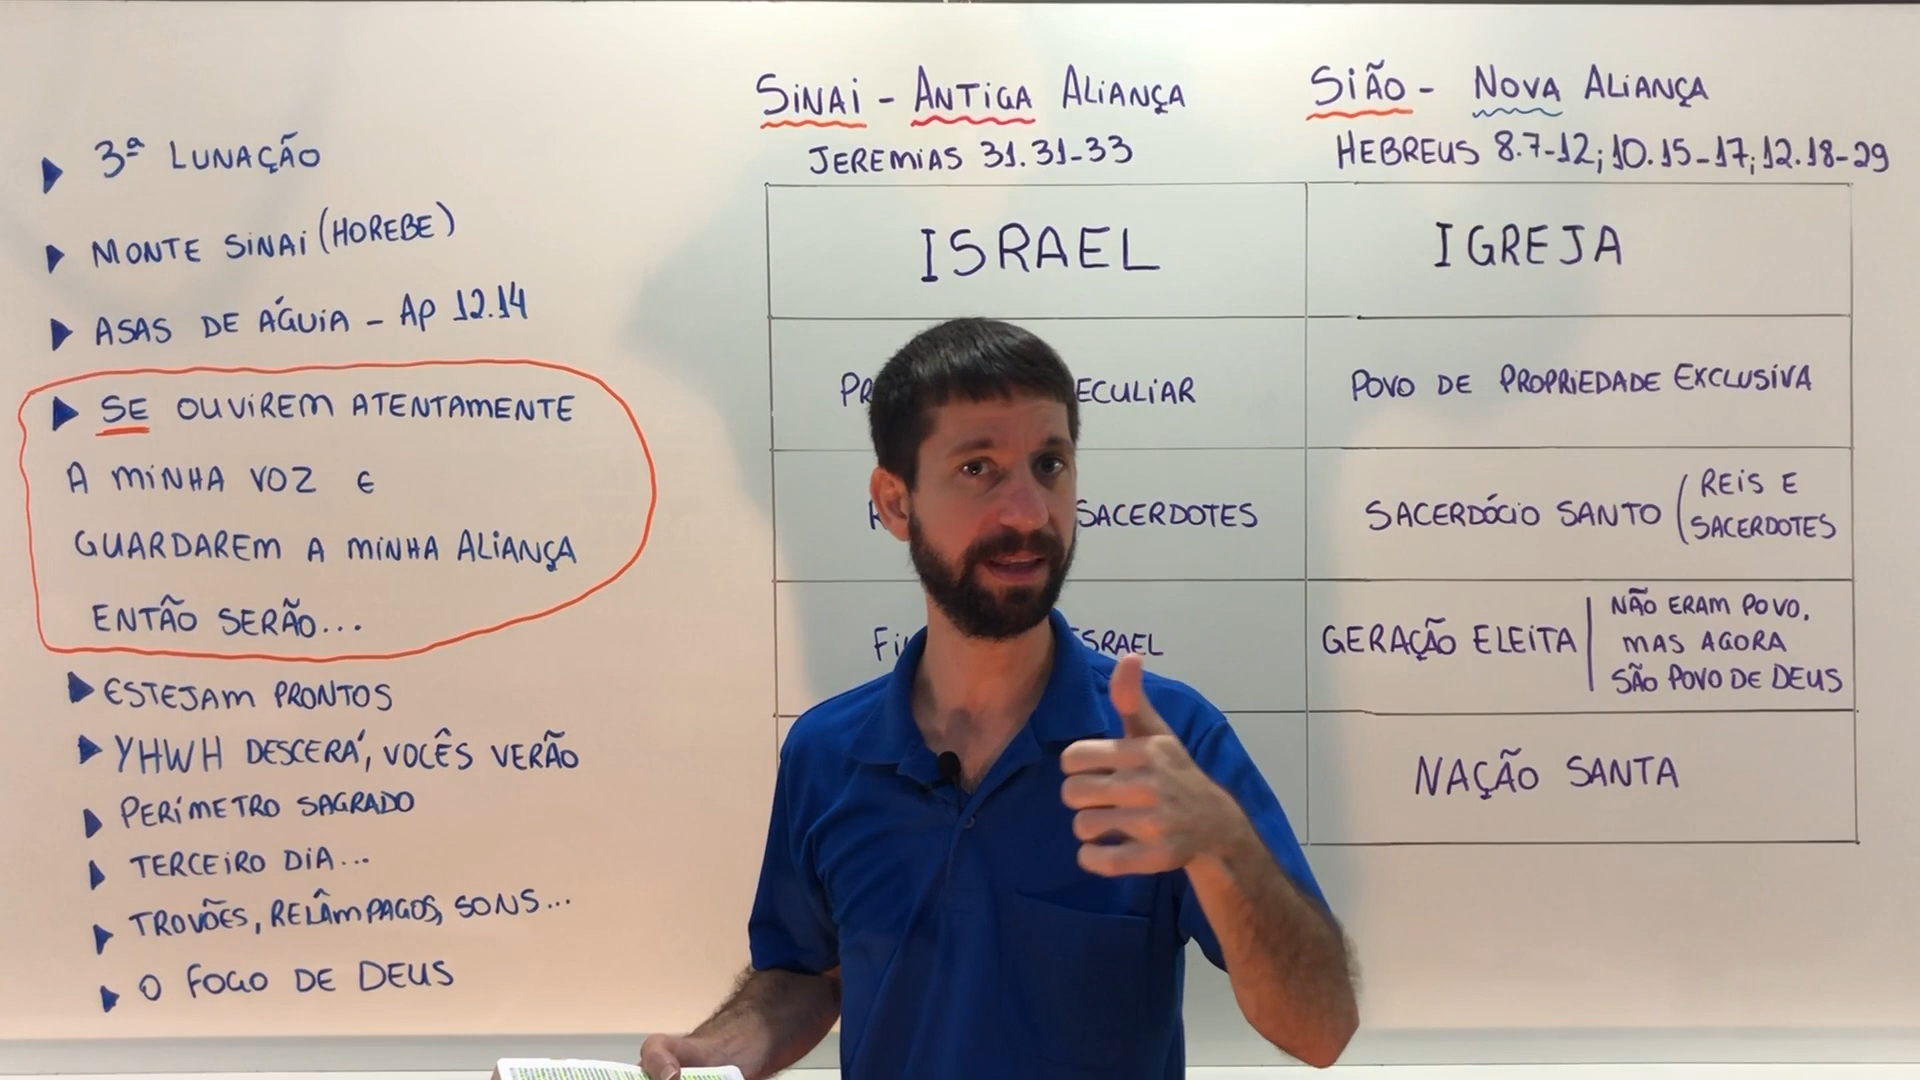 3ª LUNAÇÃO
MONTE SINAI (HOREBE)
ASAS DE ÁGUIA - AP 12.14
SE OUVIREM ATENTAMENTE
A MINHA VOZ E
GUARDAREM A MINHA ALIANÇA
ENTÃO SERÃO...
ESTEJAM PRONTOS
YHWH DESCERÁ, VOCÊS VERÃO
PERÍMETRO SAGRADO
TERCEIRO DIA...
TROVÕES, RELÂMPAGOS, SONS...
O FOGO DE DEUS
SINAI - ANTIGA ALIANÇA
JEREMIAS 31.31-33
ISRAEL
PR ECULIAR
SACERDOTES
SRAEL
SIÃO - NOVA ALIANÇA
HEBREUS 8.7-12; 10.15-17; 12.18-29
IGREJA
POVO DE PROPRIEDADE EXCLUSIVA
SACERDÓCIO SANTO (REIS E
SACERDOTES
GERAÇÃO ELEITA
NÃO ERAM POVO,
MAS AGORA
SÃO POVO DE DEUS
NAÇÃO SANTA